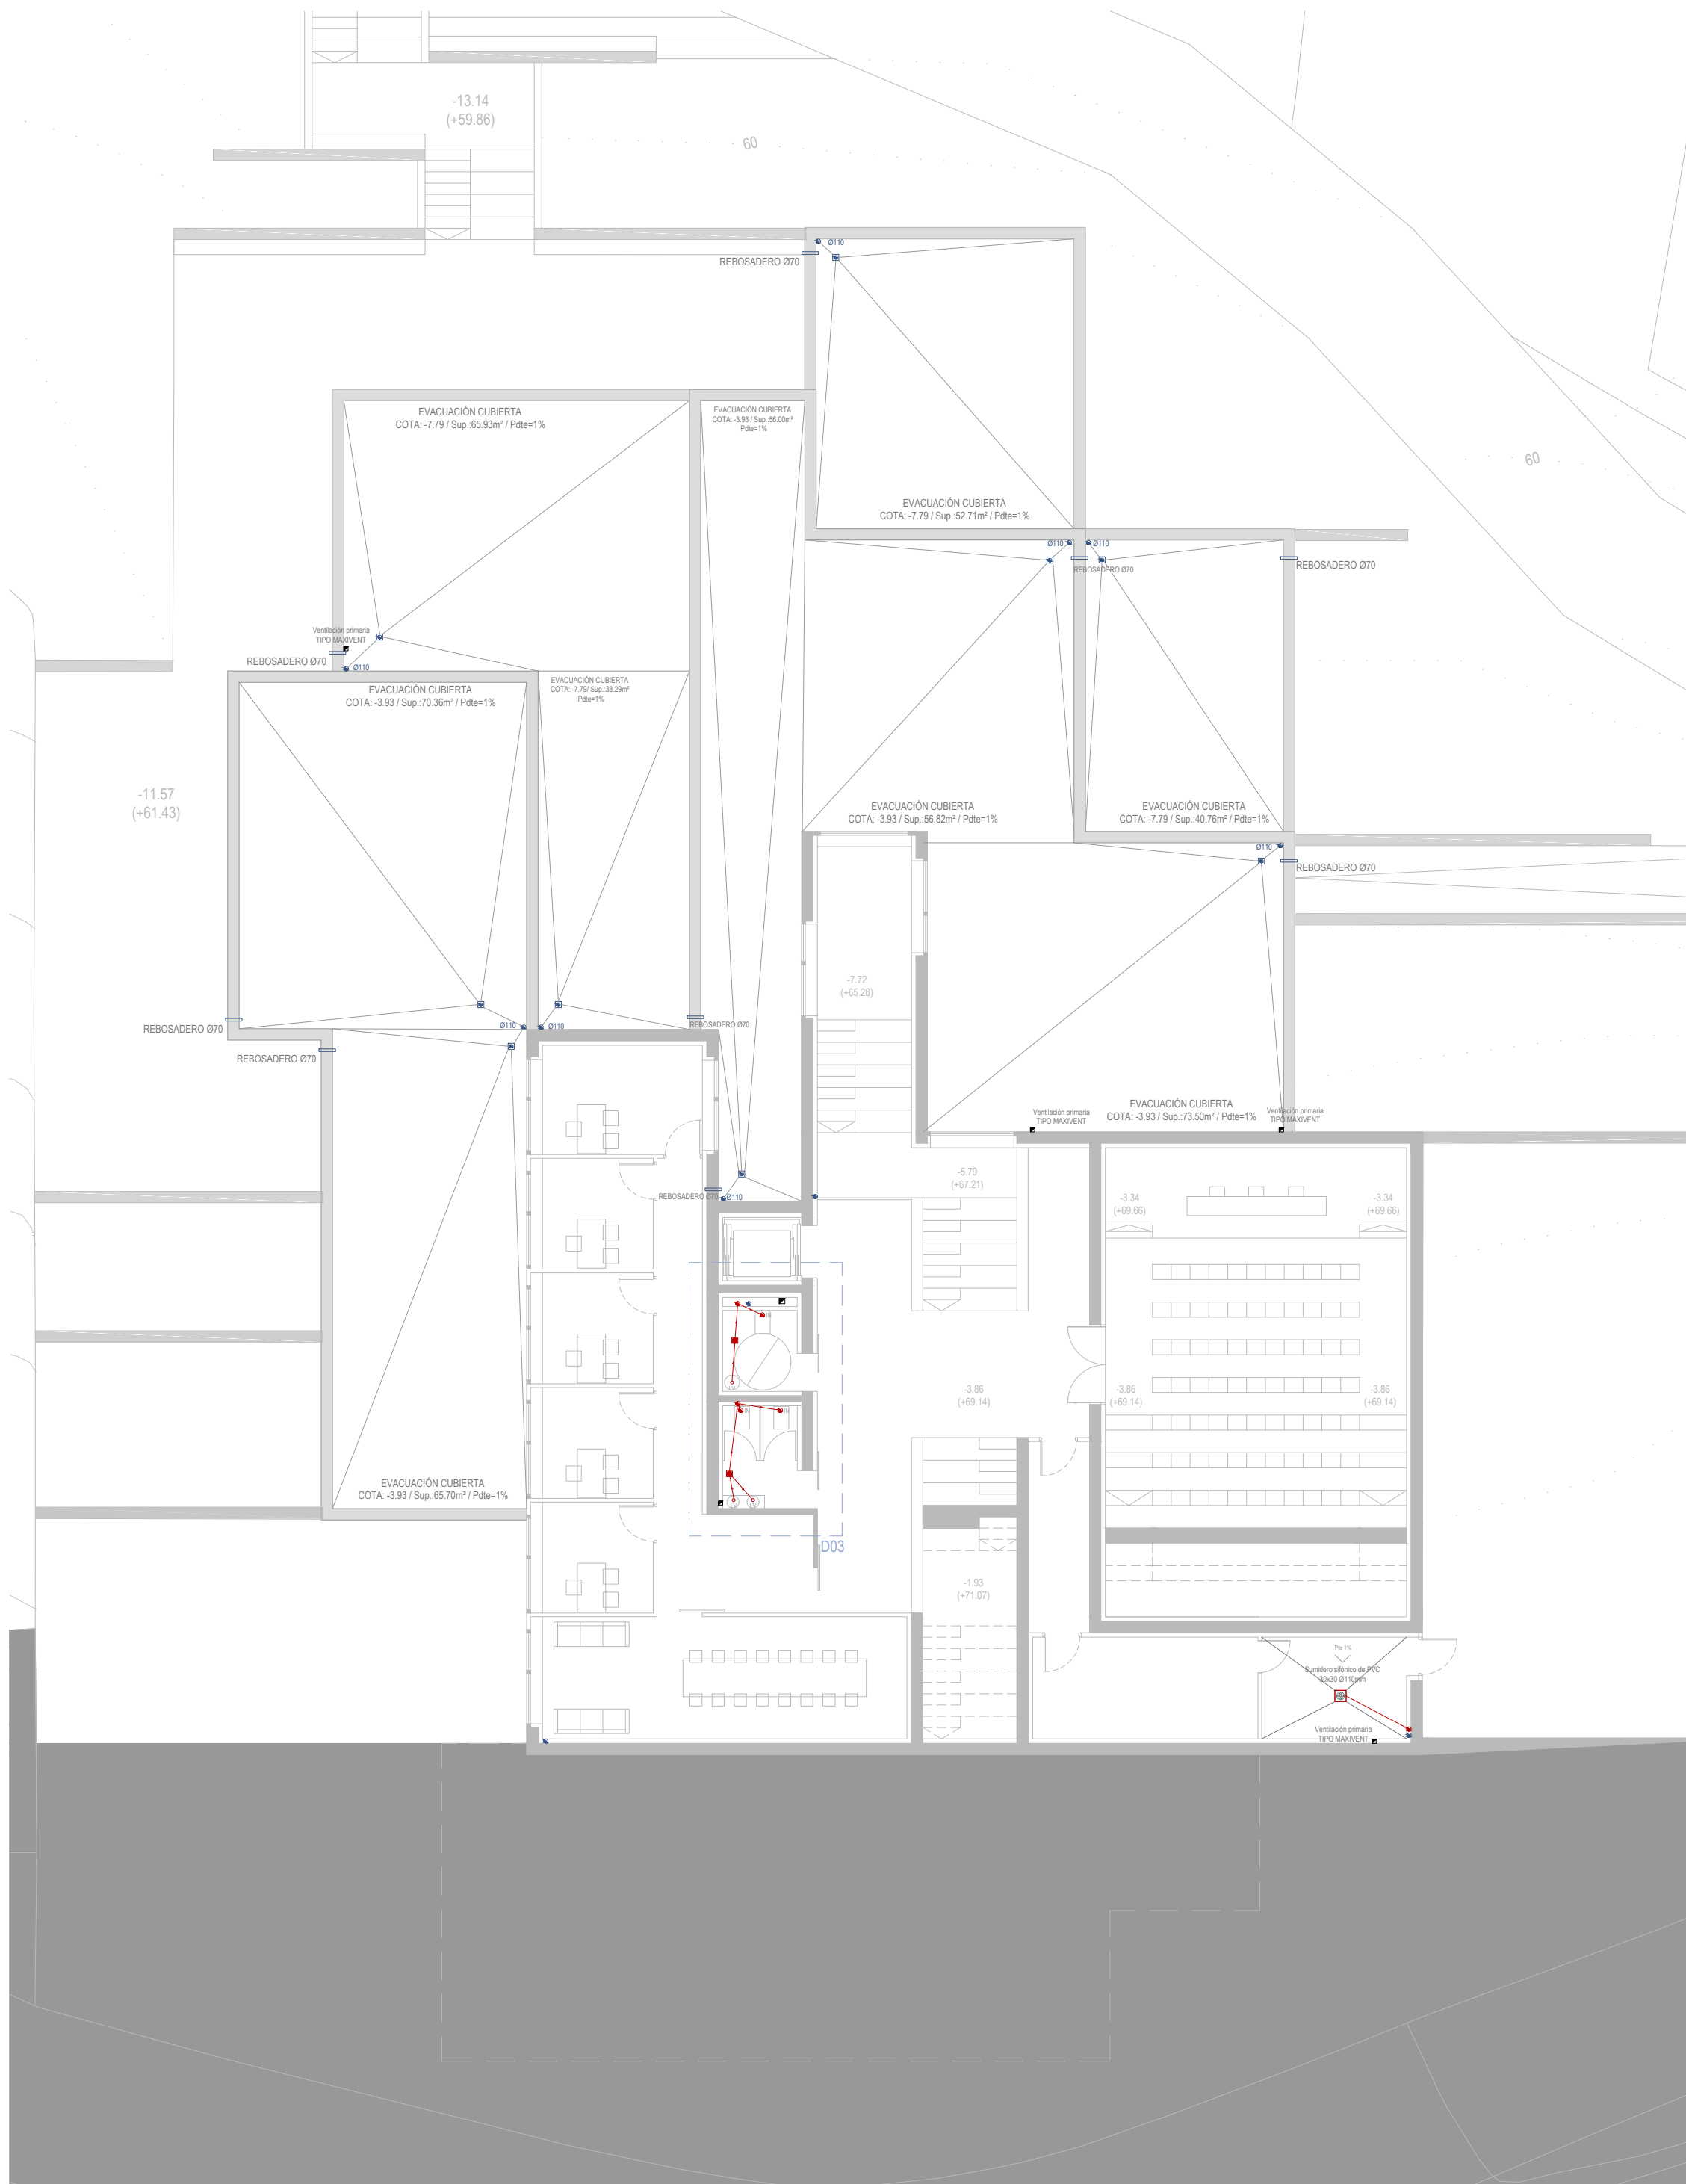 -13.14
(+59.86)
60
Ø110
REBOSADERO Ø70
EVACUACIÓN CUBIERTA
COTA: -7.79 / Sup.:65.93m² / Pdte=1%
EVACUACIÓN CUBIERTA
COTA: -3.93 / Sup.:56.00m²
Pdte=1%
60
EVACUACIÓN CUBIERTA
COTA: -7.79 / Sup.:52.71m² / Pdte=1%
Ø110
Ø110
REBOSADERO Ø70
REBOSADERO Ø70
Ventilación primaria
TIPO MAXIVENT
REBOSADERO Ø70
Ø110
EVACUACIÓN CUBIERTA
COTA: -3.93 / Sup.:70.36m² / Pdte=1%
EVACUACIÓN CUBIERTA
COTA: -7.79/ Sup.:38.29m²
Pdte=1%
-11.57
(+61.43)
EVACUACIÓN CUBIERTA
COTA: -3.93 / Sup.:56.82m² / Pdte=1%
EVACUACIÓN CUBIERTA
COTA: -7.79 / Sup.:40.76m² / Pdte=1%
Ø110
REBOSADERO Ø70
-7.72
(+65.28)
REBOSADERO Ø70
Ø110
Ø110
REBOSADERO Ø70
REBOSADERO Ø70
EVACUACIÓN CUBIERTA
COTA: -3.93 / Sup.:73.50m² / Pdte=1%
Ventilación primaria
TIPO MAXIVENT
Ventilación primaria
TIPO MAXIVENT
-5.79
(+67.21)
REBOSADERO Ø70
Ø110
-3.34
(+69.66)
-3.34
(+69.66)
-3.86
(+69.14)
-3.86
(+69.14)
-3.86
(+69.14)
EVACUACIÓN CUBIERTA
COTA: -3.93 / Sup.:65.70m² / Pdte=1%
D03
-1.93
(+71.07)
Pte 1%
Sumidero sifónico de PVC
30x30 Ø110mm
Ventilación primaria
TIPO MAXIVENT